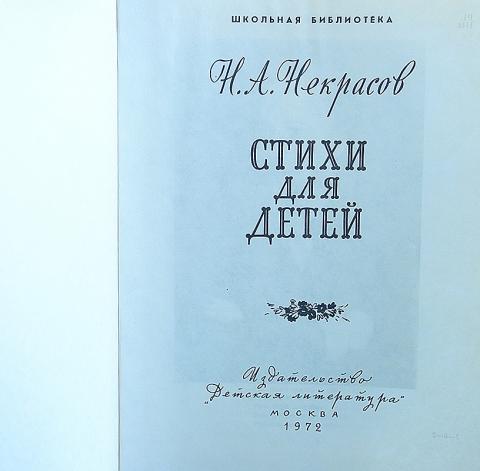 ШКОЛЬНАЯ БИБЛИОТЕКА
Н. А. Некрасов
СТИХИ
ДЛЯ
ДЕТЕЙ
Издательство
„Детская литература“
МОСКВА
1972